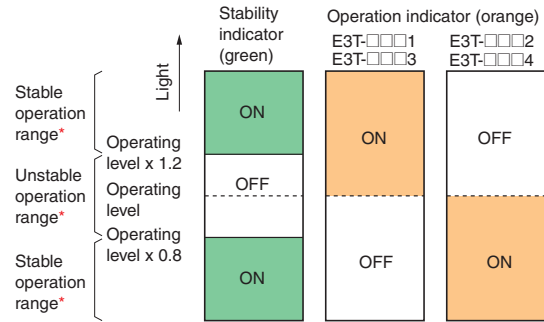 Stability
indicator
(green)
Operation indicator (orange)
E3T-□□□1
E3T-□□□3
E3T-□□□2
E3T-□□□4
Light
Stable
operation
range*
Operating
level x 1.2
Unstable
operation
range*
Operating
level
Operating
level x 0.8
Stable
operation
range*
ON
OFF
ON
ON
OFF
OFF
ON